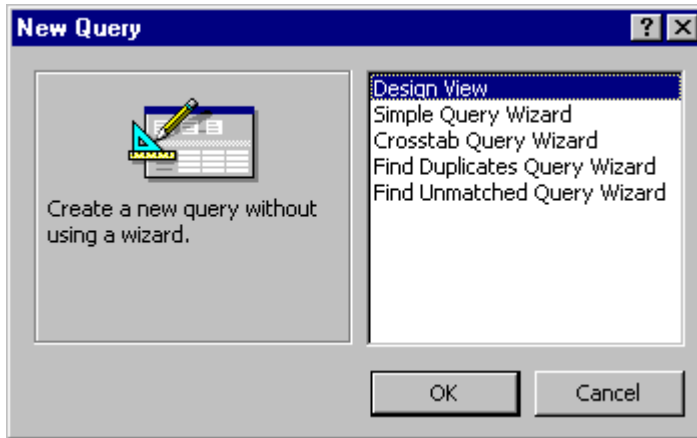 New Query
Create a new query without
using a wizard.
Design View
Simple Query Wizard
Crosstab Query Wizard
Find Duplicates Query Wizard
Find Unmatched Query Wizard
OK
Cancel